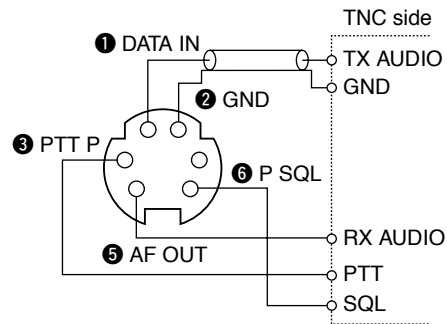 TNC side
❶ DATA IN
TX AUDIO
❷ GND
GND
❸ PTT P
❻ P SQL
❺ AF OUT
RX AUDIO
PTT
SQL